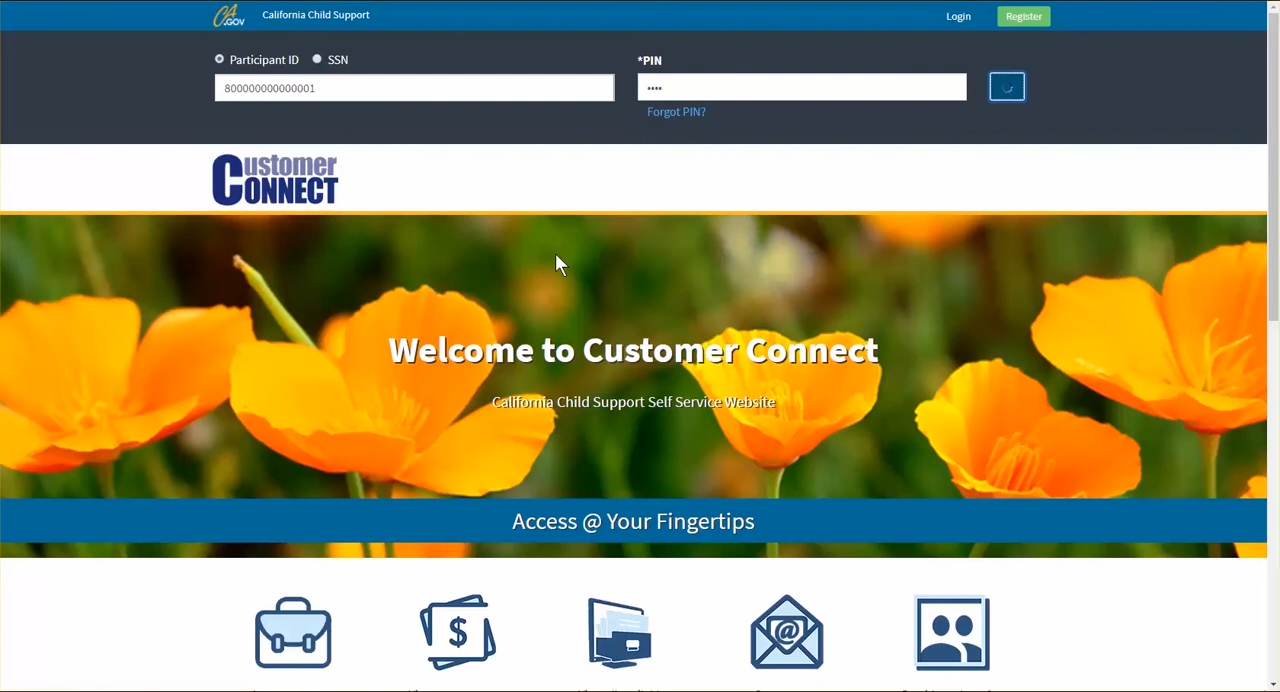 CA.GOV California Child Support Login Register
Participant ID SSN *PIN
800000000000001 ••••
Forgot PIN?
Customer
CONNECT
Welcome to Customer Connect
California Child Support Self Service Website
Access @ Your Fingertips
$ @